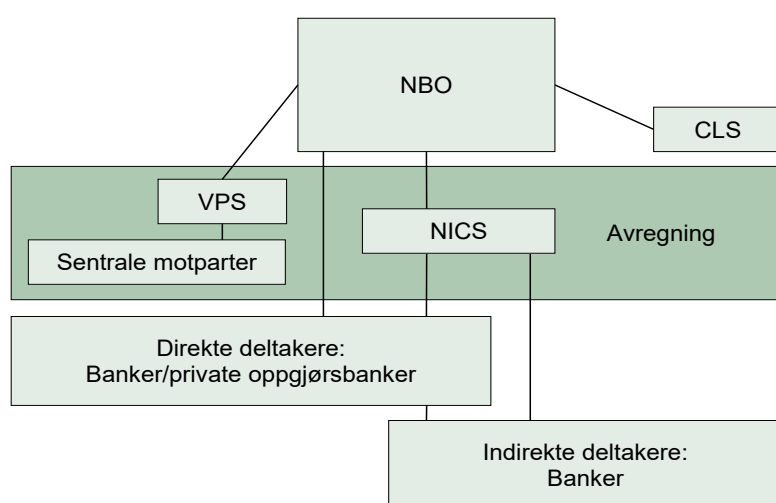 NBO
CLS
VPS
NICS
Avregning
Sentrale motparter
Direkte deltakere:
Banker/private oppgjørsbanker
Indirekte deltakere:
Banker